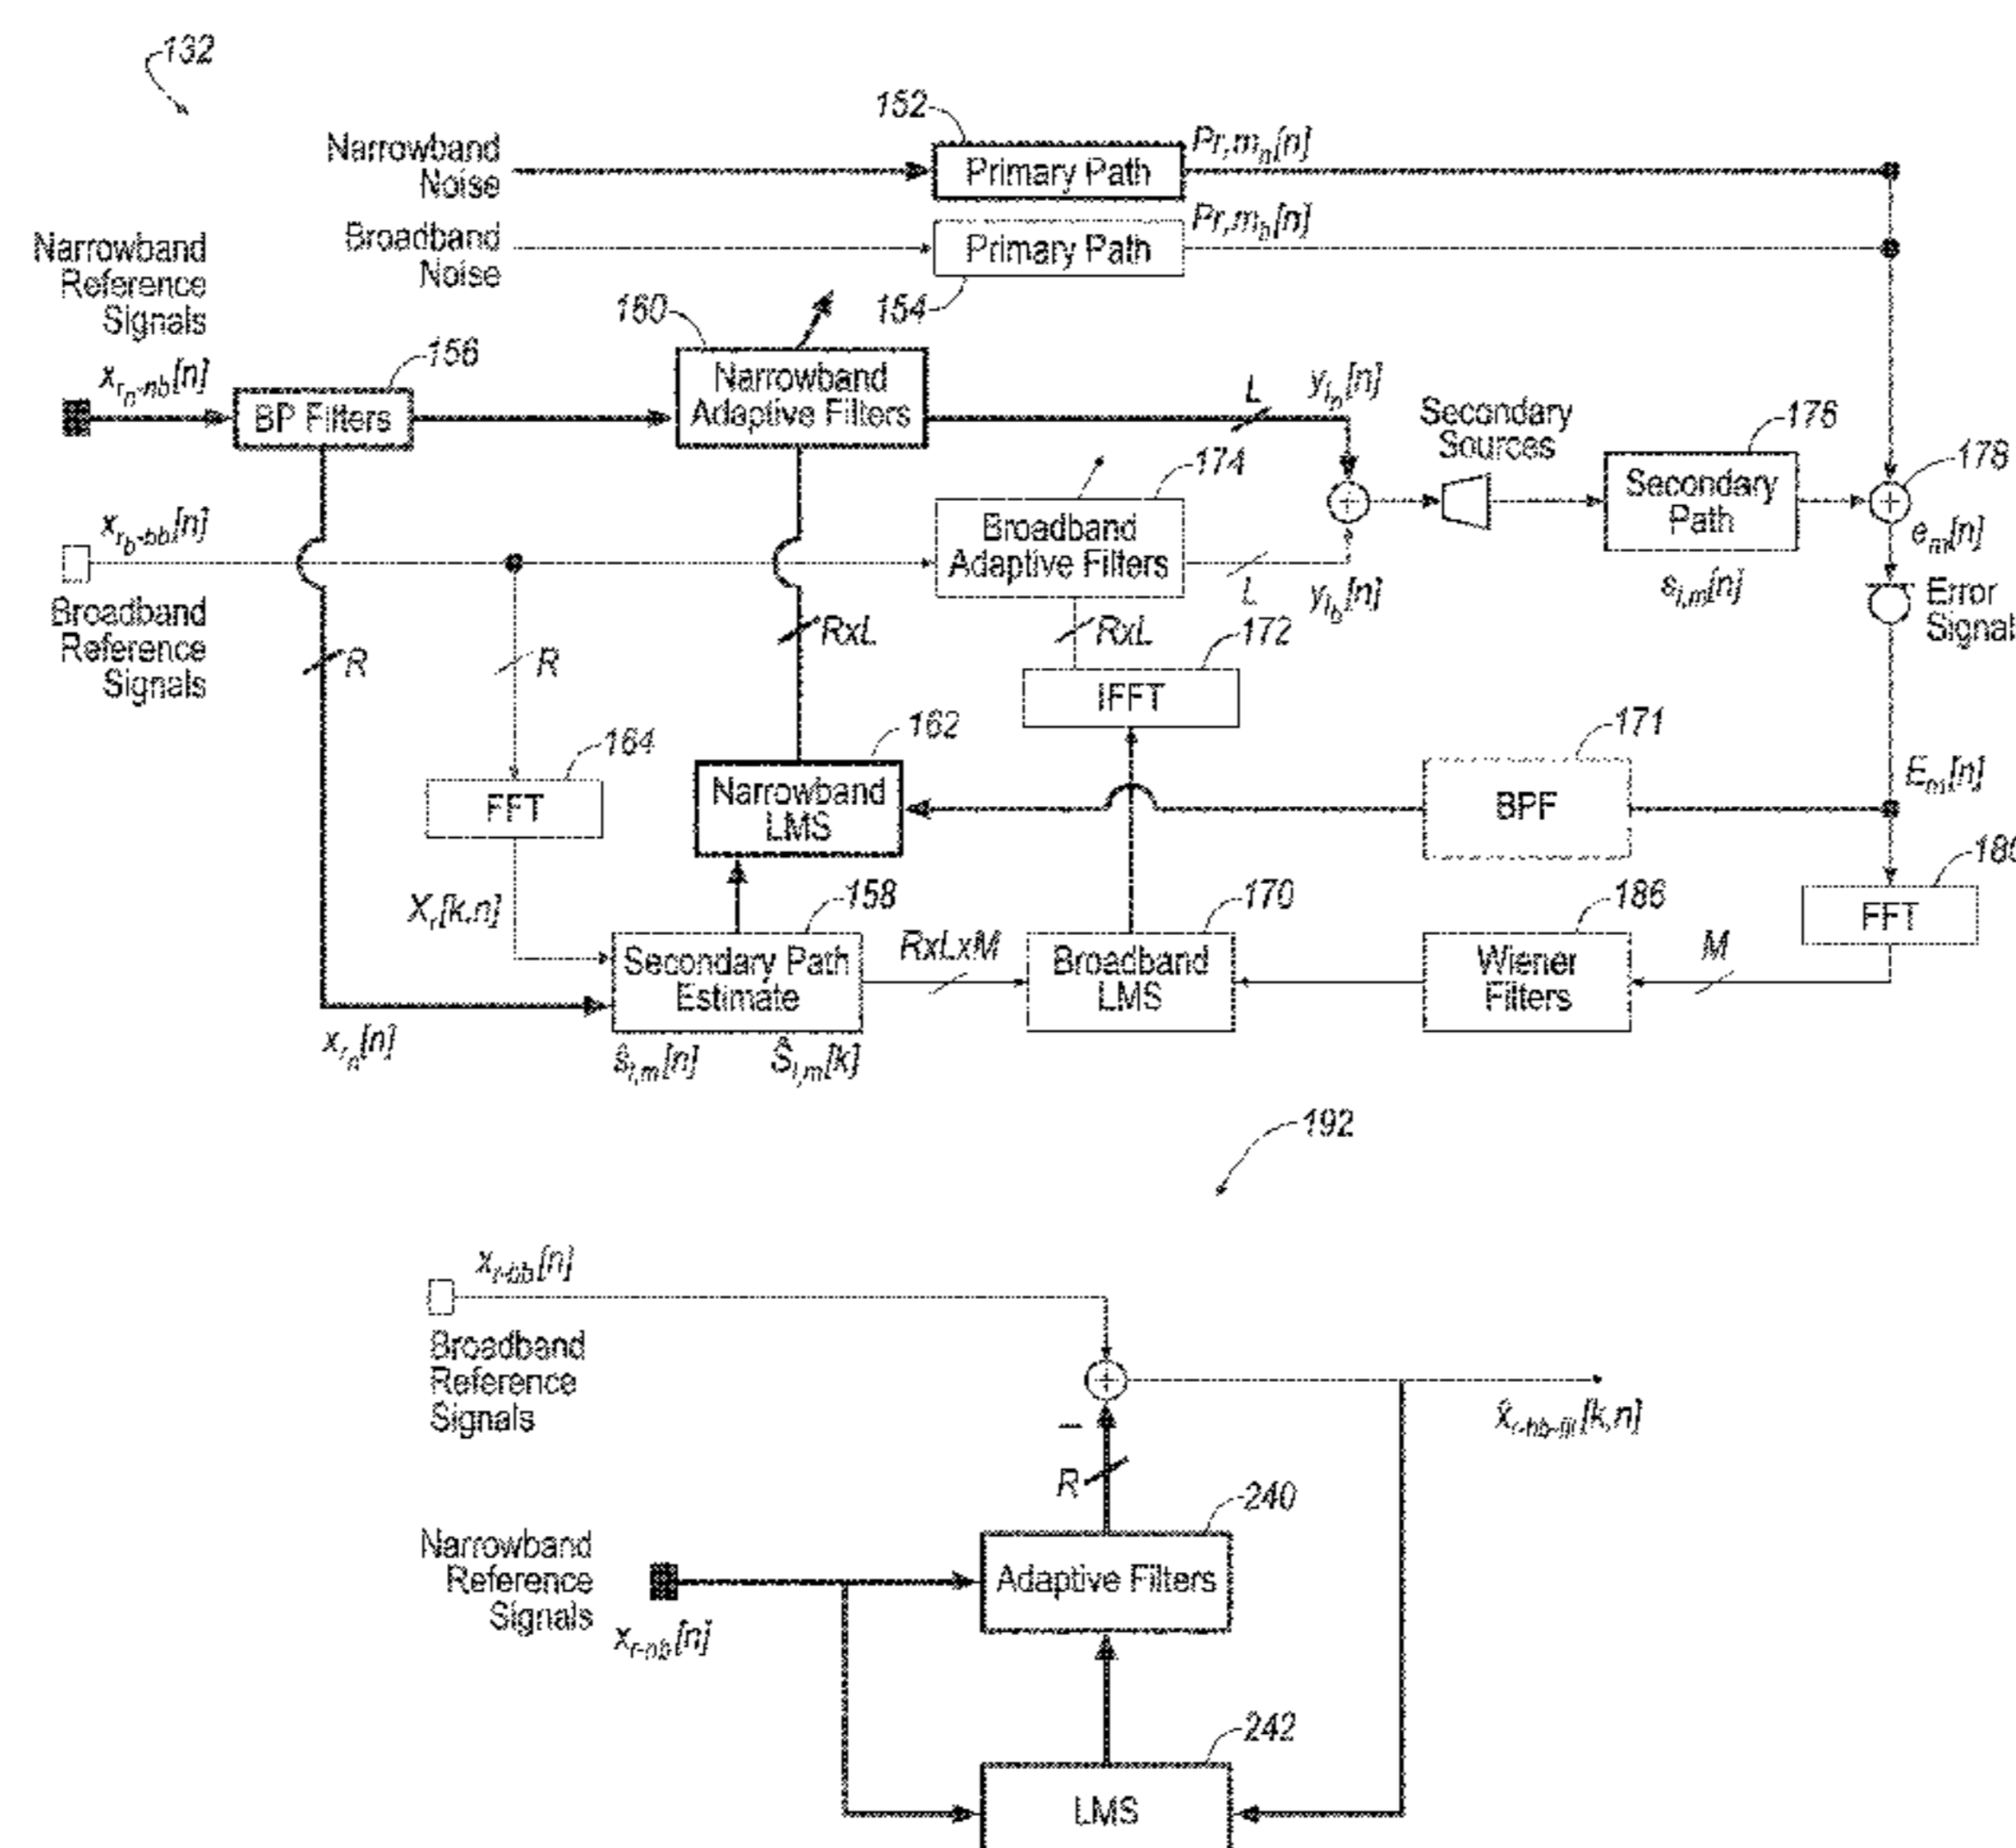 132
152
Narrowband
Noise
Primary Path
Pr,m_n[n]
Broadband
Noise
Primary Path
Pr,m_b[n]
154
Narrowband
Reference
Signals
x_{r_n-nb}[n]
156
BP Filters
160
Narrowband
Adaptive Filters
L
y_{l_n}[n]
Secondary
Sources
176
Secondary
Path
s_{l,m}[n]
178
e_m[n]
Error
Signal
x_{r_b-bb}[n]
Broadband
Reference
Signals
174
Broadband
Adaptive Filters
L
y_{l_b}[n]
R
R
RxL
RxL
172
IFFT
164
FFT
162
Narrowband
LMS
171
BPF
E_m[n]
180
FFT
X_r[k,n]
158
Secondary Path
Estimate
RxLxM
170
Broadband
LMS
186
Wiener
Filters
M
x_{r_n}[n]
ŝ_{l,m}[n]
Ŝ_{l,m}[k]
192
x_{r-bb}[n]
Broadband
Reference
Signals
+
−
x̂_{r-bb-fil}[k,n]
R
240
Adaptive Filters
Narrowband
Reference
Signals
x_{r-nb}[n]
242
LMS